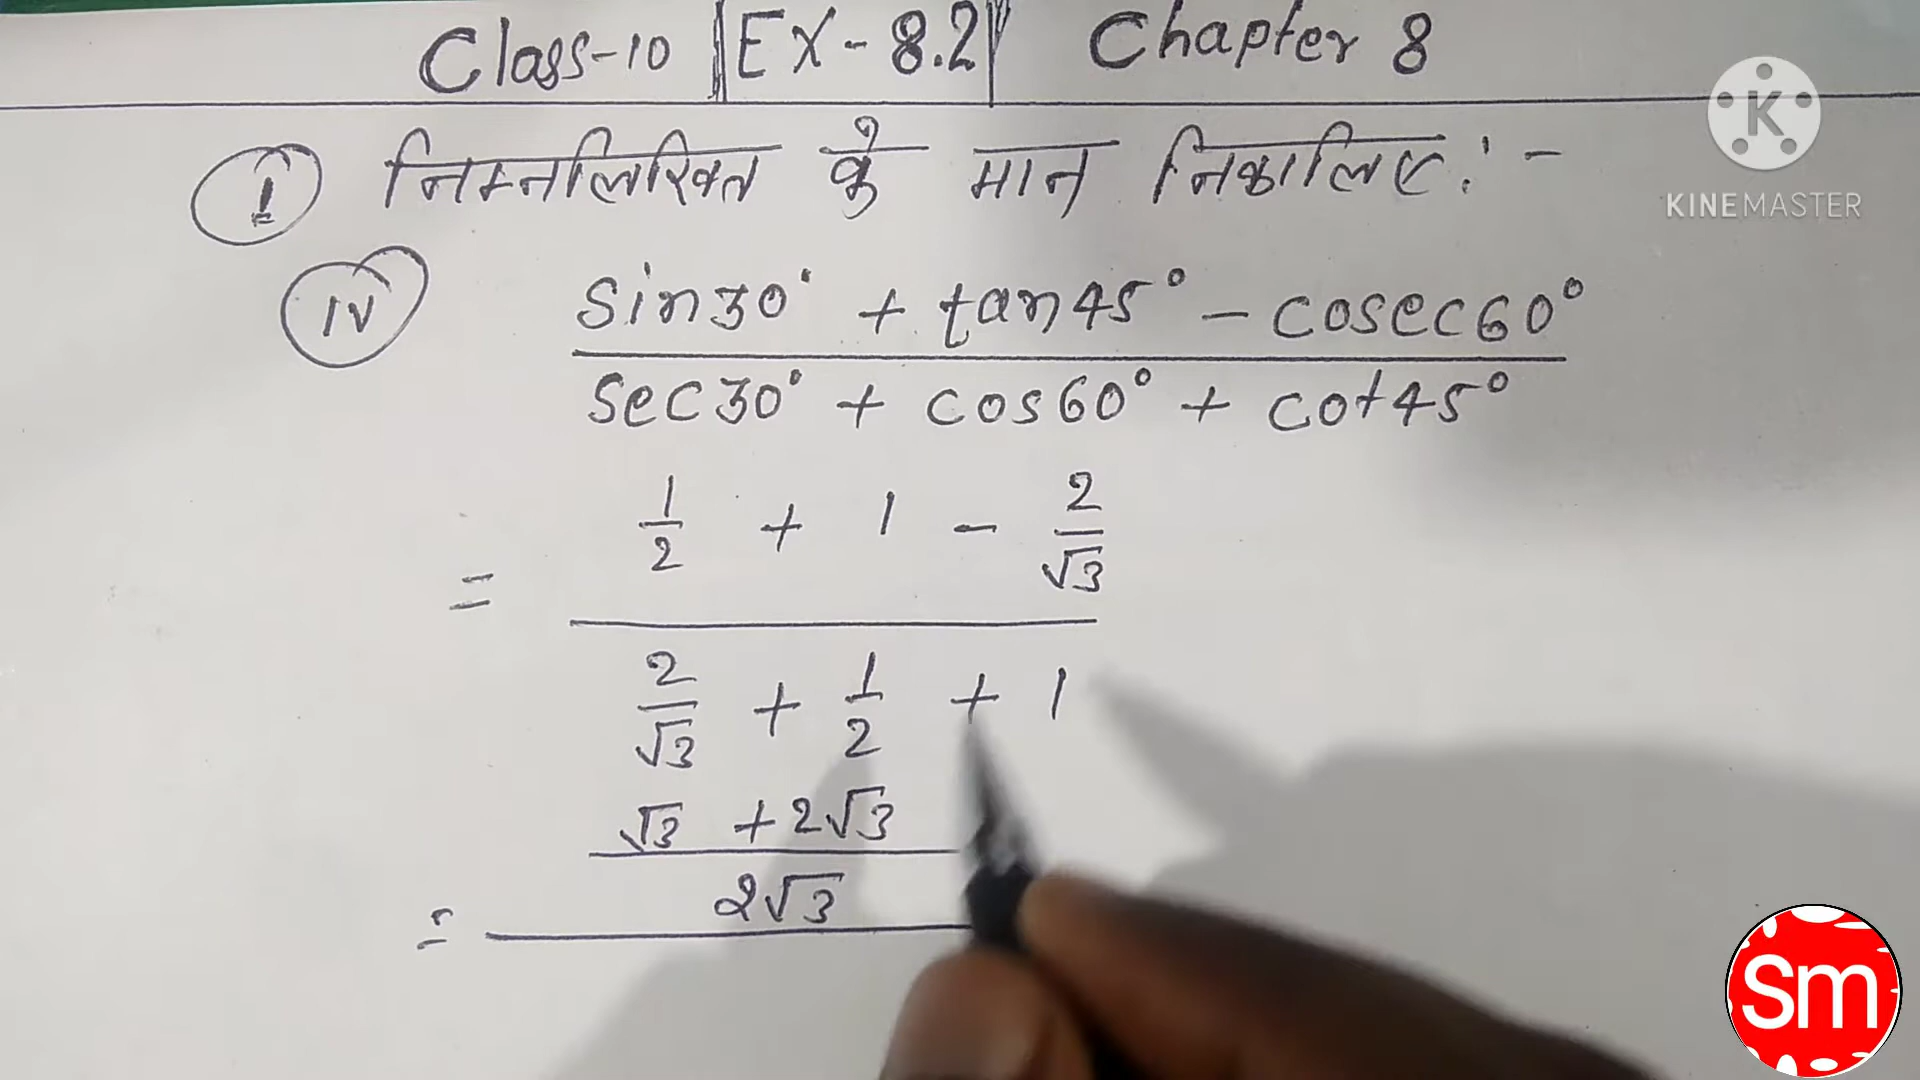 Class-10 Ex-8.2 Chapter 8
1 निम्नलिखित के मान निकालिए:-
iv sin30° + tan45° - cosec60°
sec30° + cos60° + cot45°
= 1/2 + 1 - 2/√3
2/√3 + 1/2 + 1
√3 + 2√3
= 2√3
K
KINEMASTER
Sm